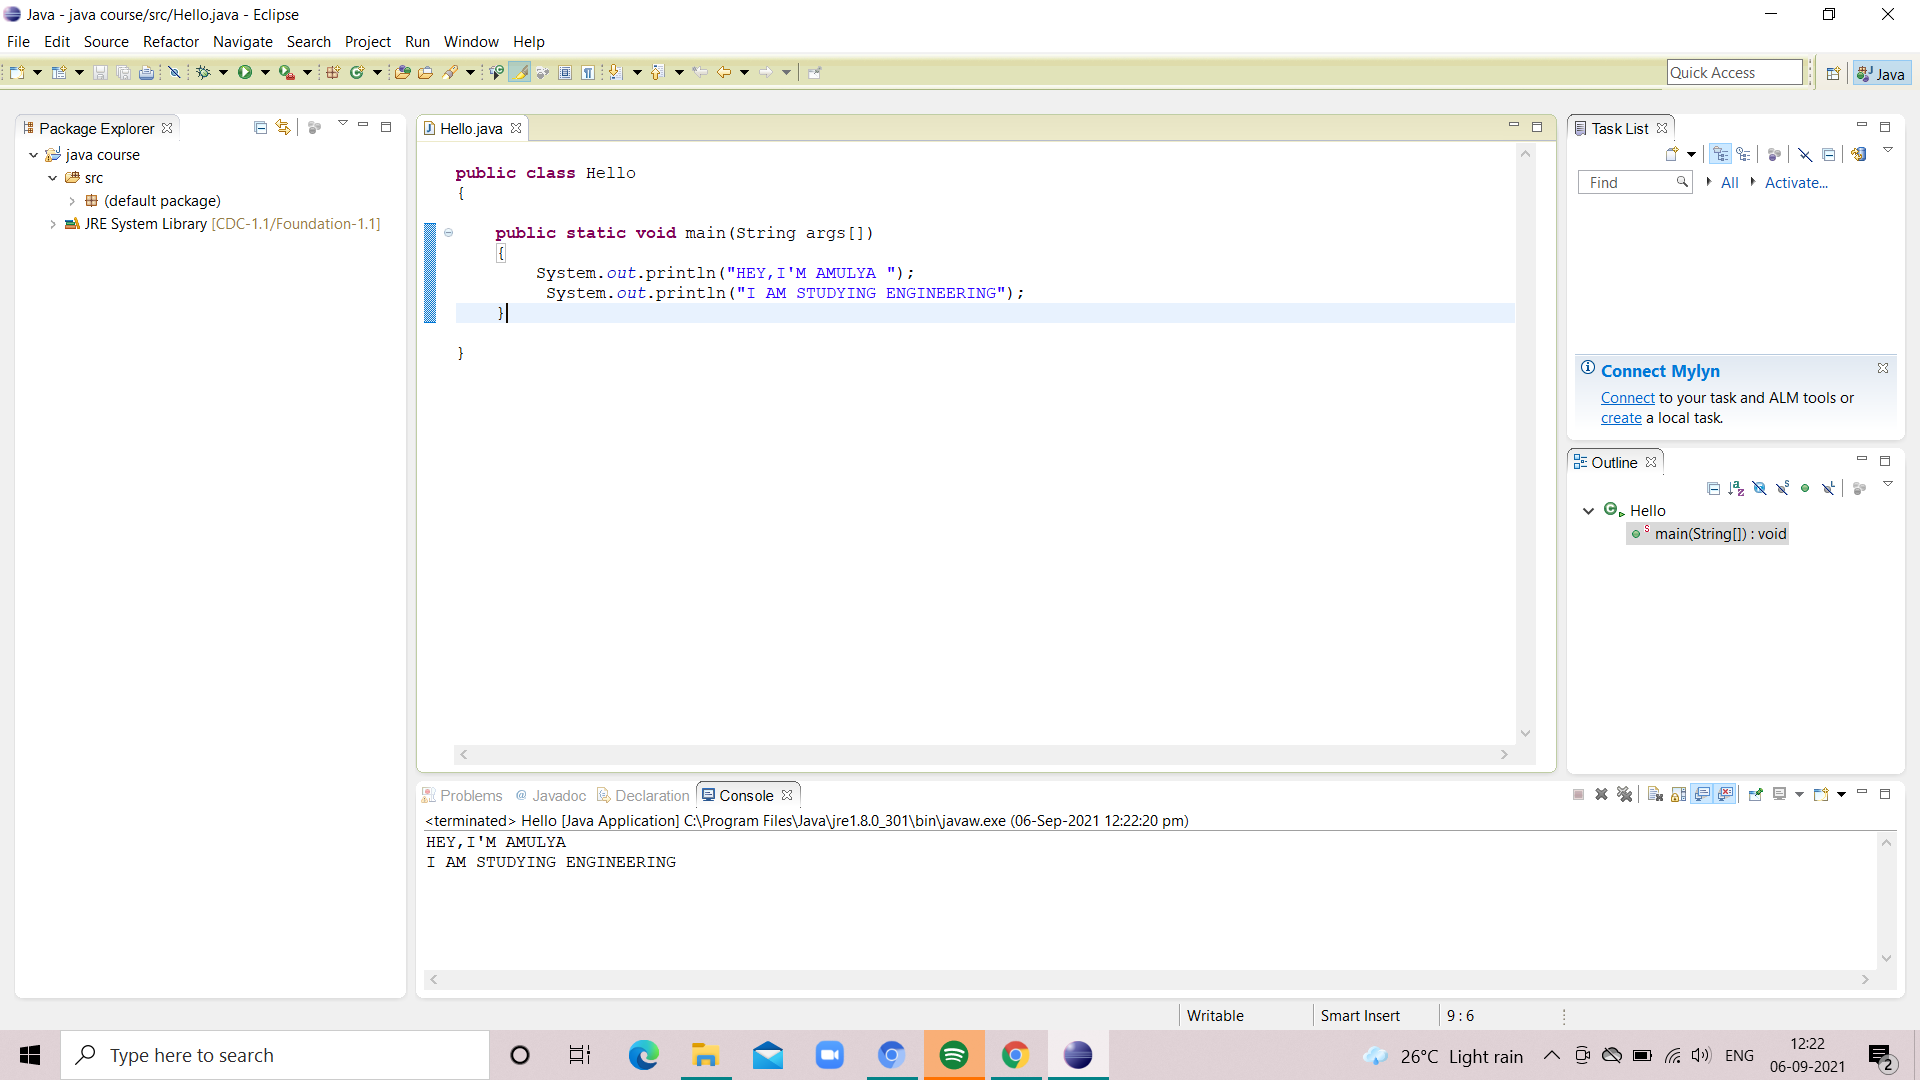 Java - java course/src/Hello.java - Eclipse
File Edit Source Refactor Navigate Search Project Run Window Help
Quick Access
Java
Package Explorer
java course
src
(default package)
JRE System Library [CDC-1.1/Foundation-1.1]
Hello.java
public class Hello
{
public static void main(String args[])
{
System.out.println("HEY,I'M AMULYA ");
System.out.println("I AM STUDYING ENGINEERING");
}
}
Task List
Find
All
Activate...
Connect Mylyn
Connect to your task and ALM tools or
create a local task.
Outline
Hello
main(String[]) : void
Problems @ Javadoc Declaration Console
<terminated> Hello [Java Application] C:\Program Files\Java\jre1.8.0_301\bin\javaw.exe (06-Sep-2021 12:22:20 pm)
HEY,I'M AMULYA
I AM STUDYING ENGINEERING
Writable Smart Insert 9 : 6
Type here to search
26°C Light rain
ENG
12:22
06-09-2021
2